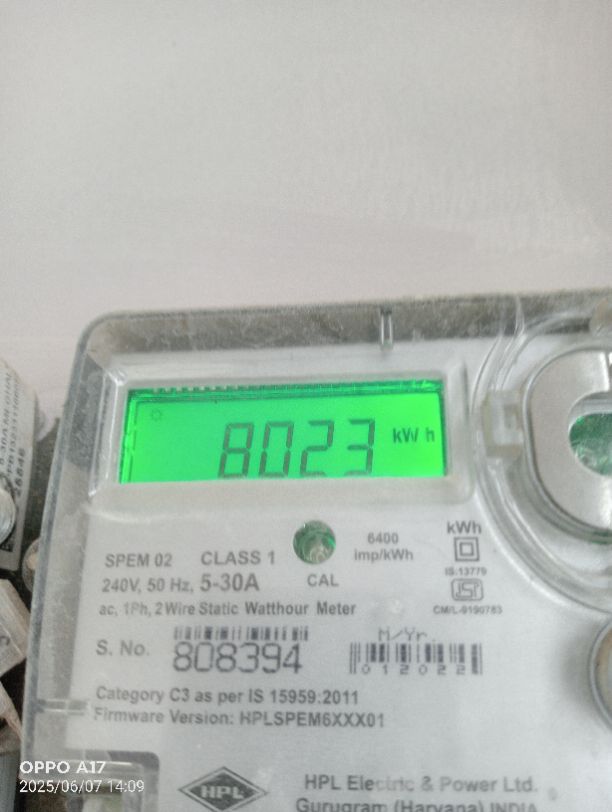 8023 kWh
6400
imp/kWh
kWh
SPEM 02 CLASS 1
240V, 50 Hz, 5-30A
CAL
IS:13779
ISI
CM/L-9190783
ac, 1Ph, 2Wire Static Watthour Meter
M/Yr.
S. No. 808394
012022
Category C3 as per IS 15959:2011
Firmware Version: HPLSPEM6XXX01
HPL
HPL Electric & Power Ltd.
Gurugram (Haryana) INDIA
OPPO A17
2025/06/07 14:09